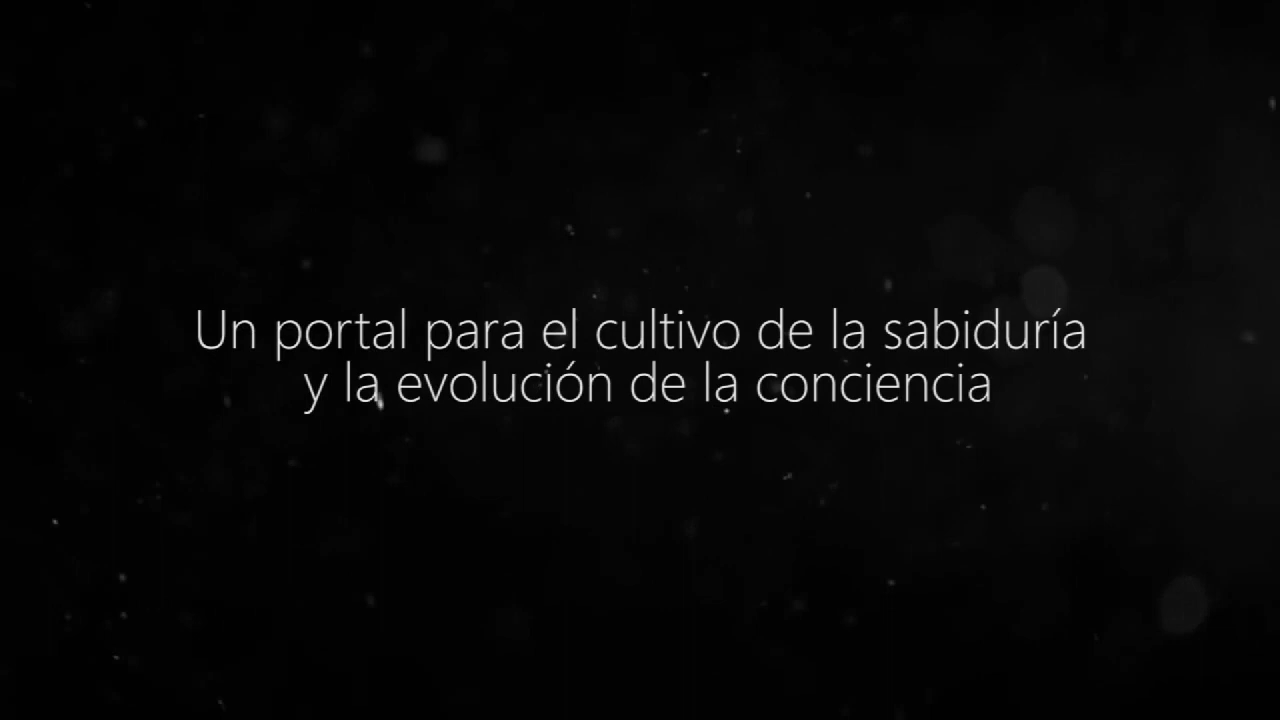 Un portal para el cultivo de la sabiduría
y la evolución de la conciencia